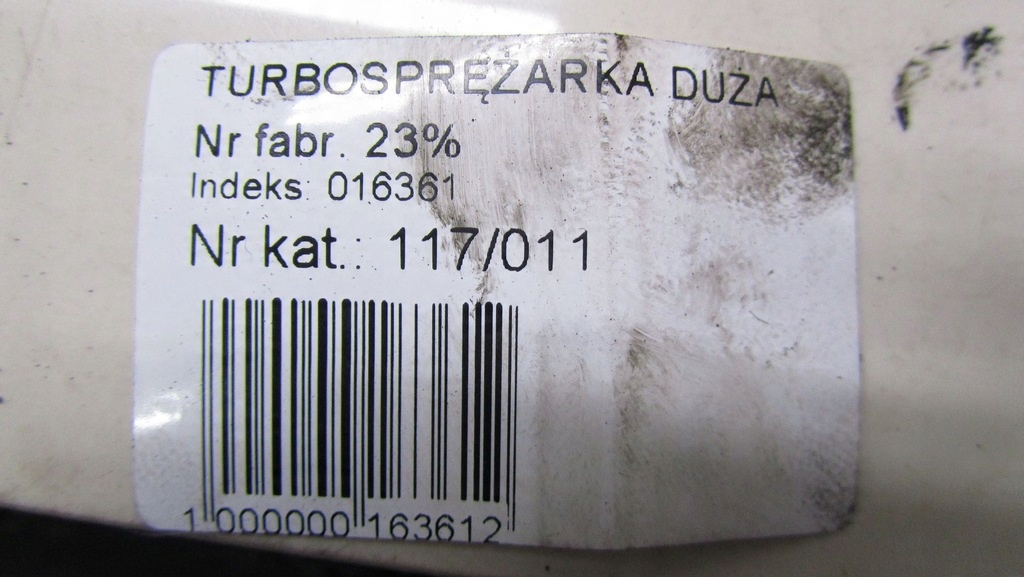 TURBOSPRĘŻARKA DUŻA
Nr fabr. 23%
Indeks: 016361
Nr kat.: 117/011
1 000000 163612